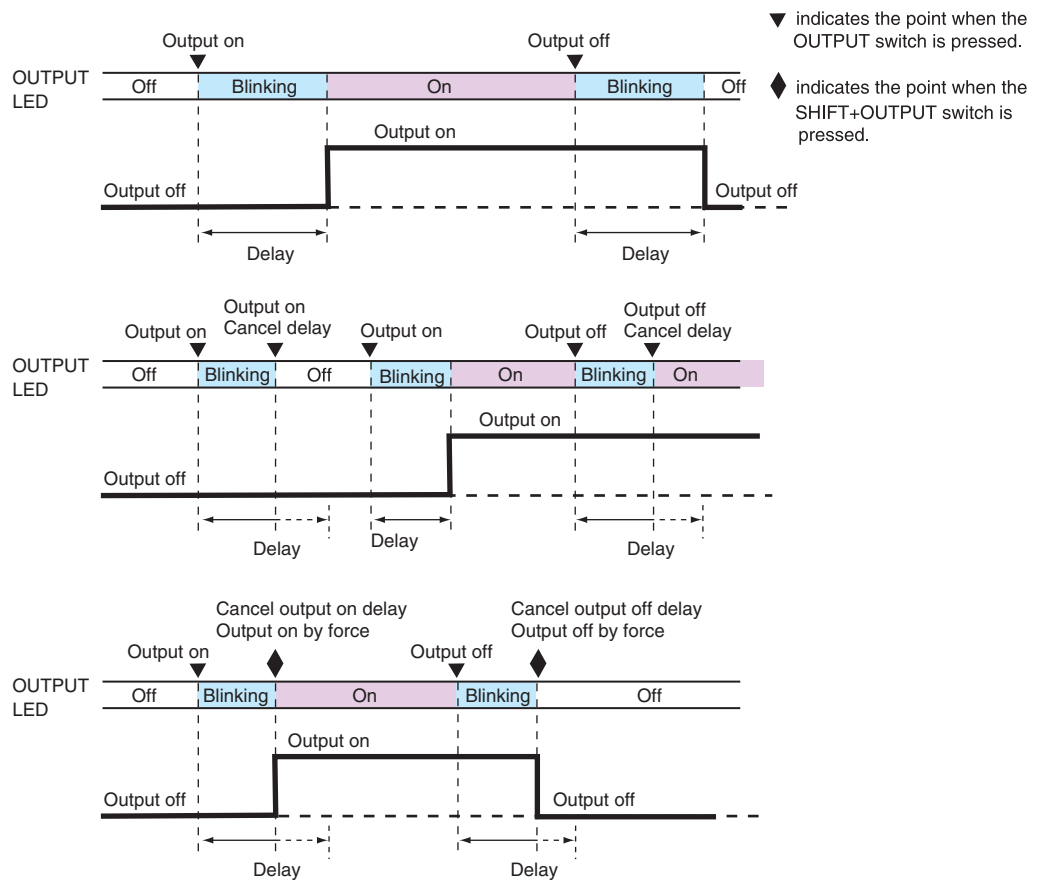 ▼ indicates the point when the
OUTPUT switch is pressed.
◆ indicates the point when the
SHIFT+OUTPUT switch is
pressed.
Output on
Output off
OUTPUT
LED
Off
Blinking
On
Blinking
Off
Output on
Output off
Output off
Delay
Delay
Output on
Output on
Cancel delay
Output on
Output off
Output off
Cancel delay
OUTPUT
LED
Off
Blinking
Off
Blinking
On
Blinking
On
Output on
Output off
Delay
Delay
Delay
Cancel output on delay
Output on by force
Cancel output off delay
Output off by force
Output on
Output off
OUTPUT
LED
Off
Blinking
On
Blinking
Off
Output on
Output off
Output off
Delay
Delay